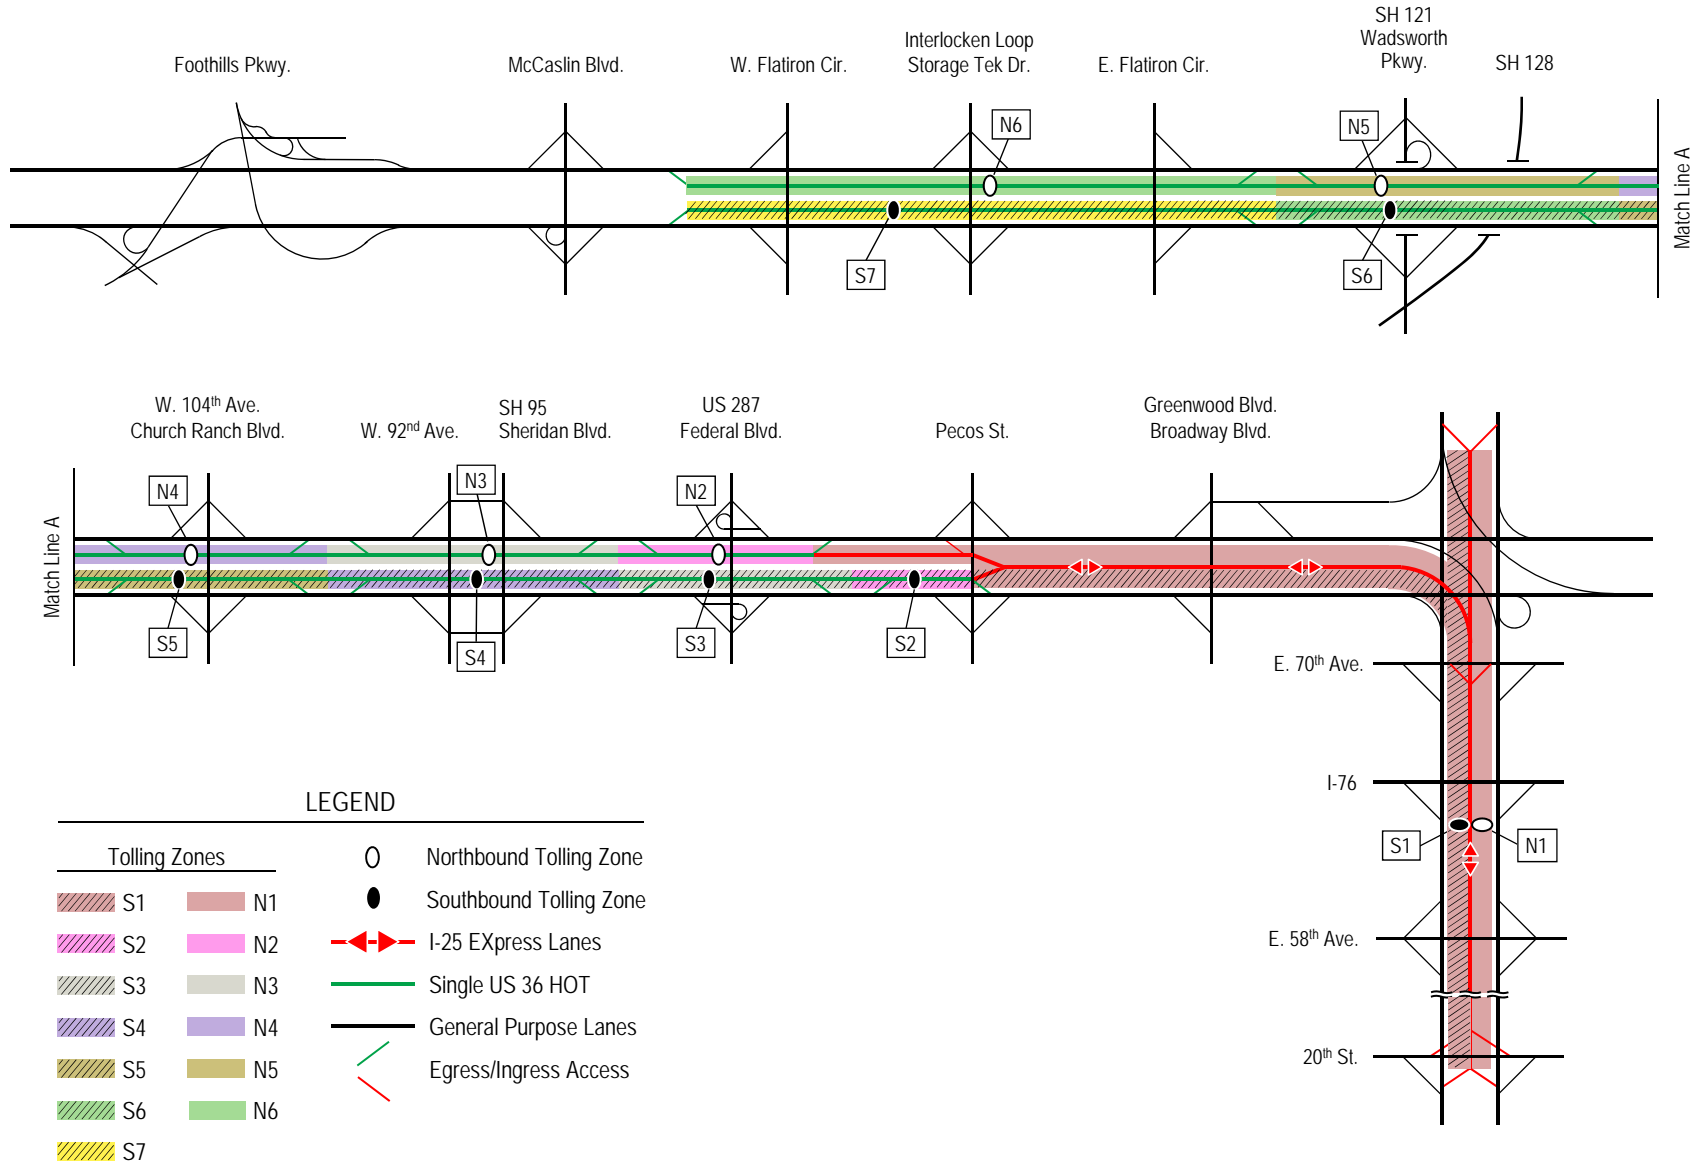 Foothills Pkwy.
McCaslin Blvd.
W. Flatiron Cir.
Interlocken Loop
Storage Tek Dr.
E. Flatiron Cir.
SH 121
Wadsworth
Pkwy.
SH 128
N6
N5
S7
S6
Match Line A
W. 104th Ave.
Church Ranch Blvd.
W. 92nd Ave.
SH 95
Sheridan Blvd.
US 287
Federal Blvd.
Pecos St.
Greenwood Blvd.
Broadway Blvd.
Match Line A
N4
N3
N2
S5
S4
S3
S2
E. 70th Ave.
I-76
S1
N1
E. 58th Ave.
20th St.
LEGEND
Tolling Zones
S1
N1
S2
N2
S3
N3
S4
N4
S5
N5
S6
N6
S7
Northbound Tolling Zone
Southbound Tolling Zone
I-25 EXpress Lanes
Single US 36 HOT
General Purpose Lanes
Egress/Ingress Access